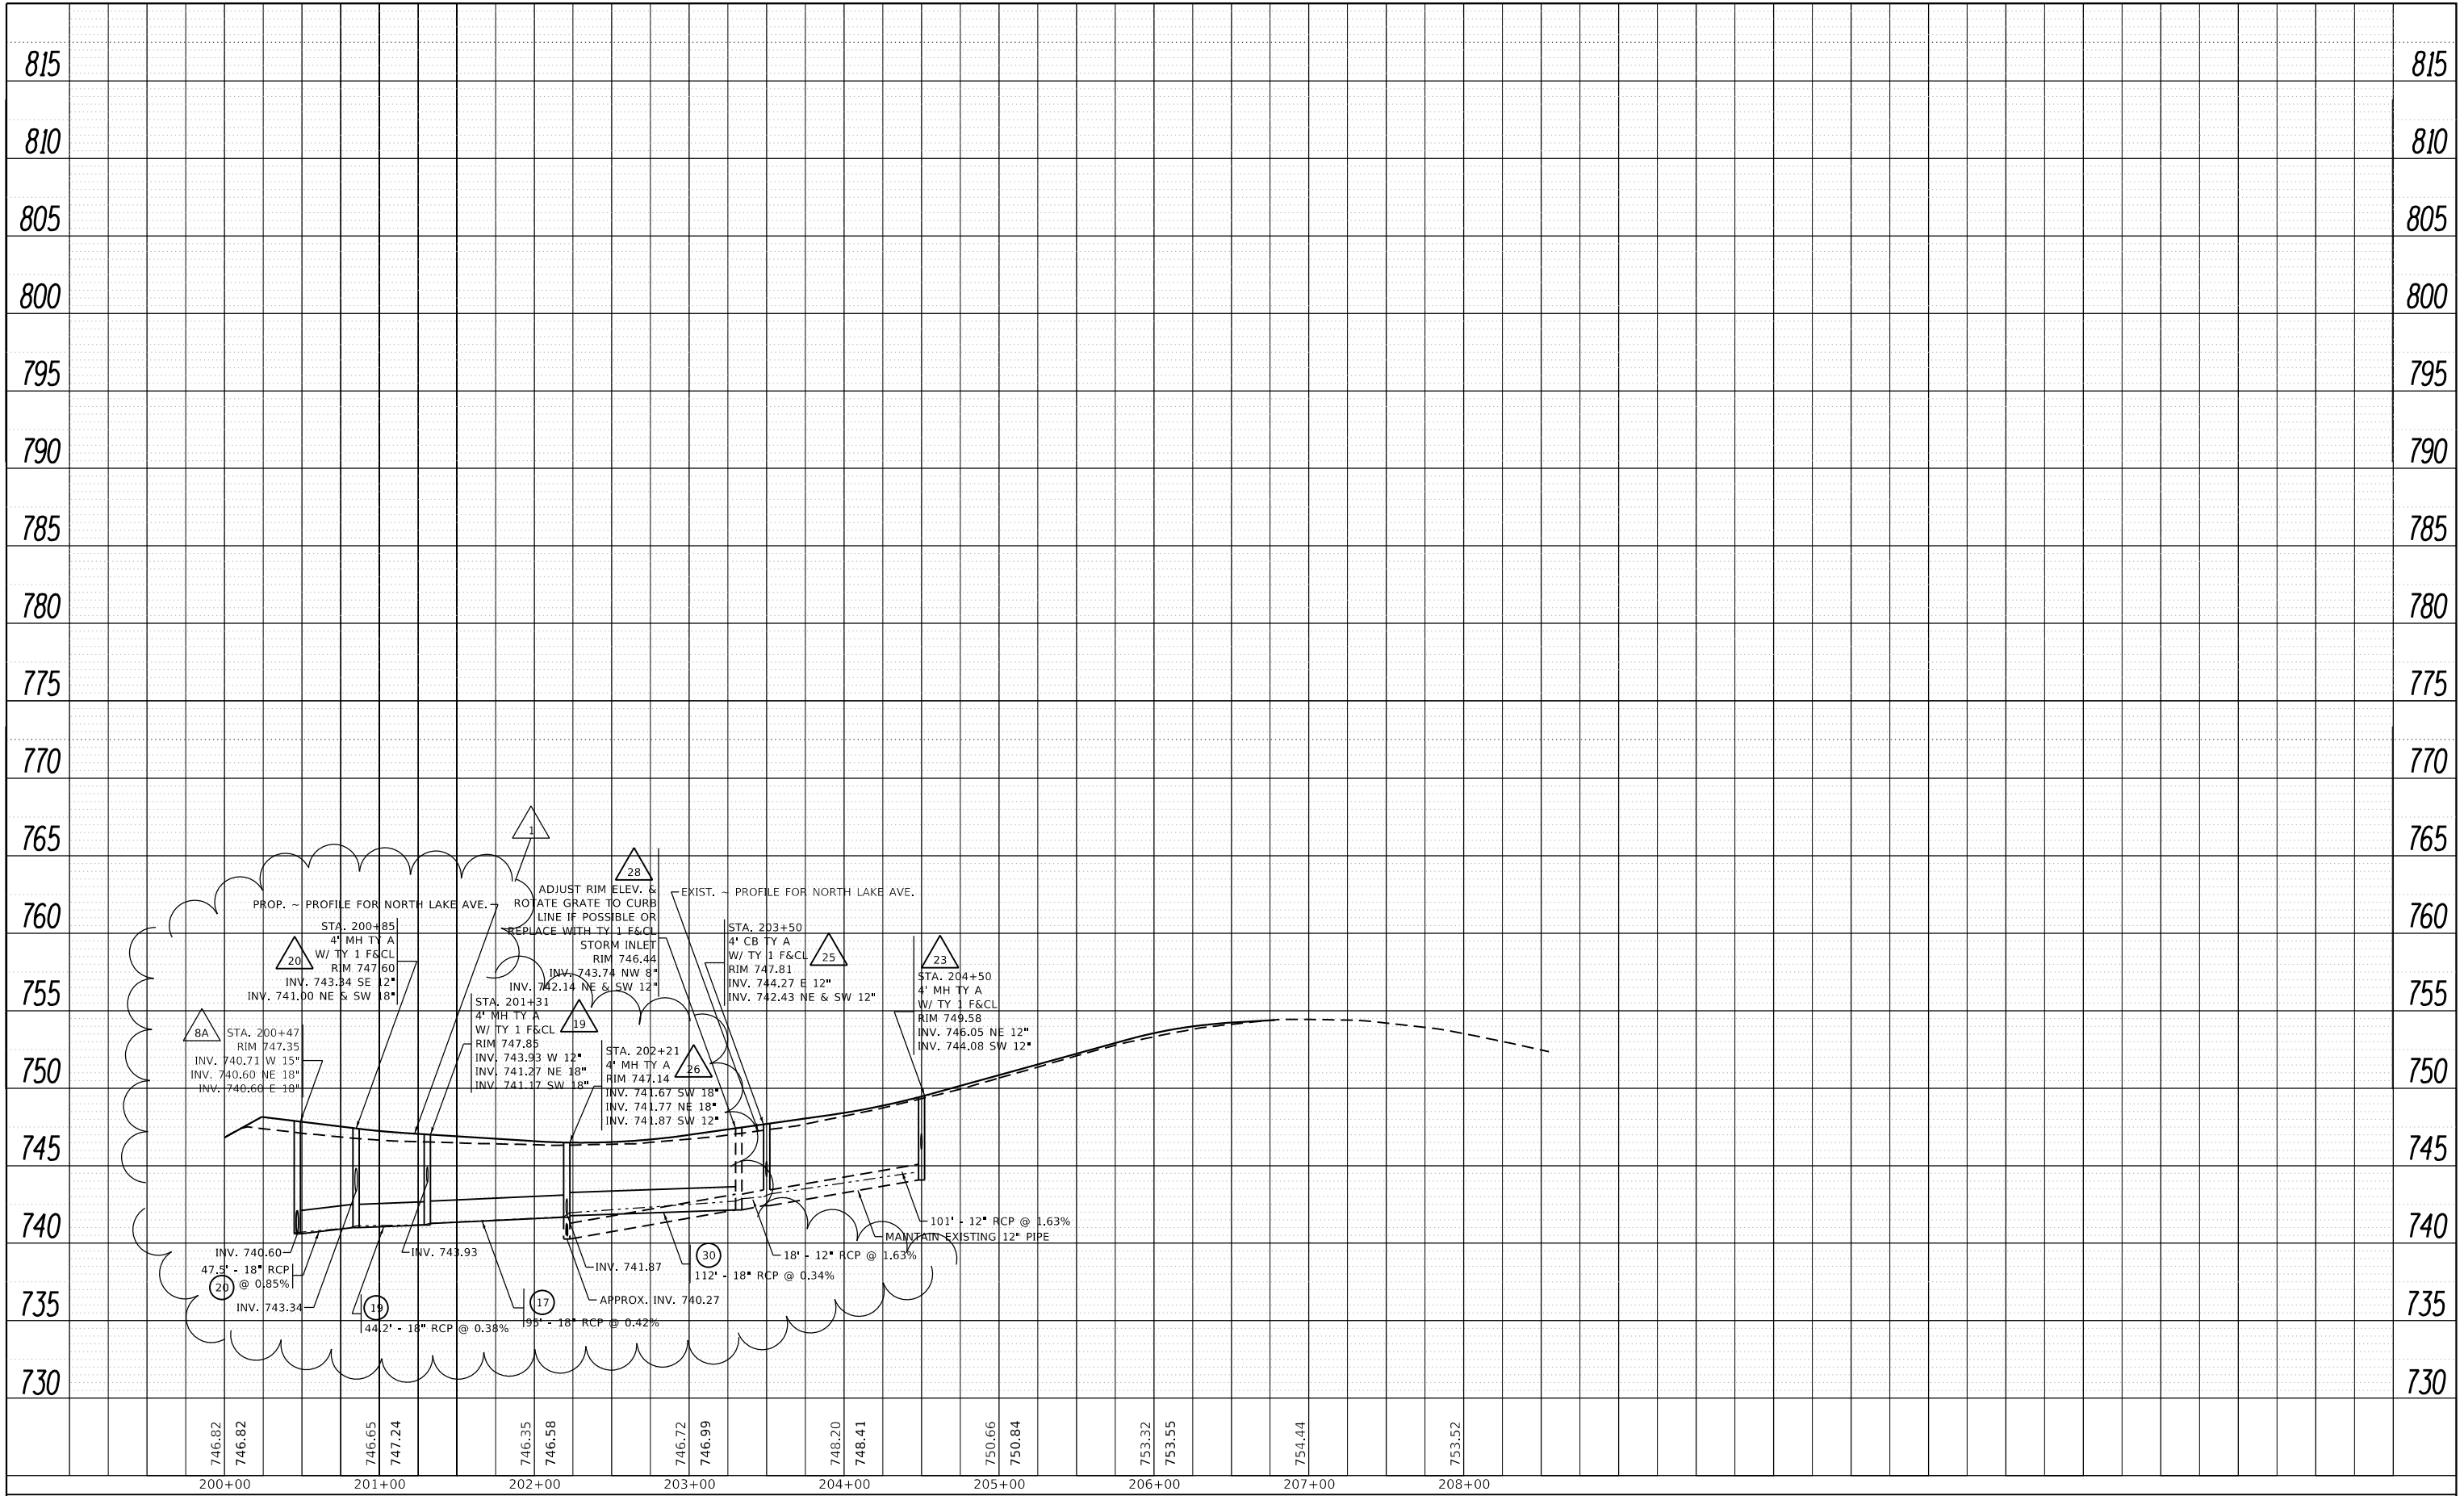 815 815
810 810
805 805
800 800
795 795
790 790
785 785
780 780
775 775
770 770
765 765
760 760
755 755
750 750
745 745
740 740
735 735
730 730
1
28
ADJUST RIM ELEV. &
ROTATE GRATE TO CURB
LINE IF POSSIBLE OR
REPLACE WITH TY 1 F&CL
STORM INLET
RIM 746.44
INV. 743.74 NW 8"
INV. 742.14 NE & SW 12"
EXIST. ~ PROFILE FOR NORTH LAKE AVE.
PROP. ~ PROFILE FOR NORTH LAKE AVE.
20
STA. 200+85
4' MH TY A
W/ TY 1 F&CL
RIM 747.60
INV. 743.34 SE 12"
INV. 741.00 NE & SW 18"
STA. 203+50
4' CB TY A
W/ TY 1 F&CL
RIM 747.81
INV. 744.27 E 12"
INV. 742.43 NE & SW 12"
25
23
STA. 204+50
4' MH TY A
W/ TY 1 F&CL
RIM 749.58
INV. 746.05 NE 12"
INV. 744.08 SW 12"
8A
STA. 200+47
RIM 747.35
INV. 740.71 W 15"
INV. 740.60 NE 18"
INV. 740.60 E 18"
STA. 201+31
4' MH TY A
W/ TY 1 F&CL
RIM 747.85
INV. 743.93 W 12"
INV. 741.27 NE 18"
INV. 741.17 SW 18"
19
STA. 202+21
4' MH TY A
RIM 747.14
INV. 741.67 SW 18"
INV. 741.77 NE 18"
INV. 741.87 SW 12"
26
INV. 740.60
47.5' - 18" RCP
@ 0.85%
20
INV. 743.34
INV. 743.93
19
44.2' - 18" RCP @ 0.38%
17
95' - 18" RCP @ 0.42%
INV. 741.87
APPROX. INV. 740.27
30
112' - 18" RCP @ 0.34%
18' - 12" RCP @ 1.63%
MAINTAIN EXISTING 12" PIPE
101' - 12" RCP @ 1.63%
746.82
746.82
746.65
747.24
746.35
746.58
746.72
746.99
748.20
748.41
750.66
750.84
753.32
753.55
754.44
753.52
200+00 201+00 202+00 203+00 204+00 205+00 206+00 207+00 208+00